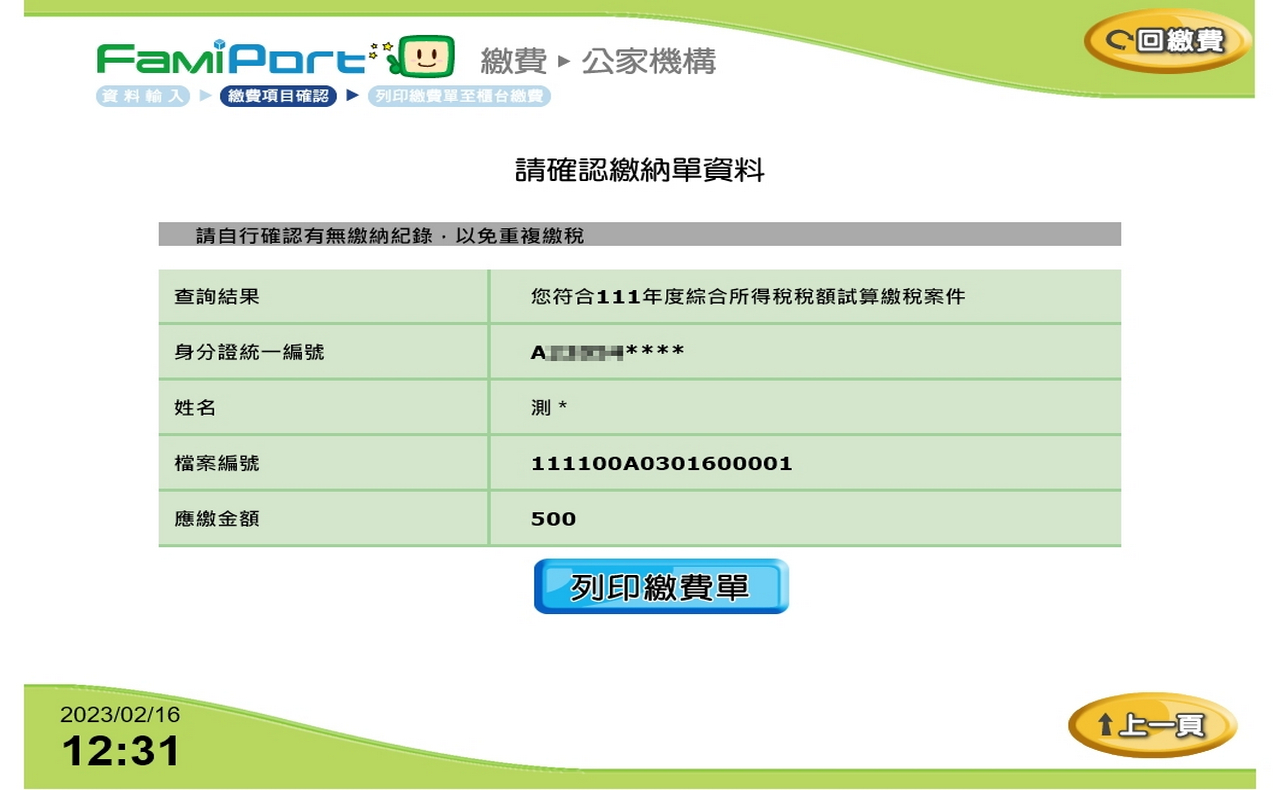 FamiPort 繳費 ▸ 公家機構
回繳費
資料輸入 ▶ 繳費項目確認 ▶ 列印繳費單至櫃台繳費
請確認繳納單資料
請自行確認有無繳納紀錄，以免重複繳稅
查詢結果 您符合111年度綜合所得稅稅額試算繳稅案件
身分證統一編號 A****
姓名 測*
檔案編號 111100A0301600001
應繳金額 500
列印繳費單
2023/02/16
12:31
上一頁